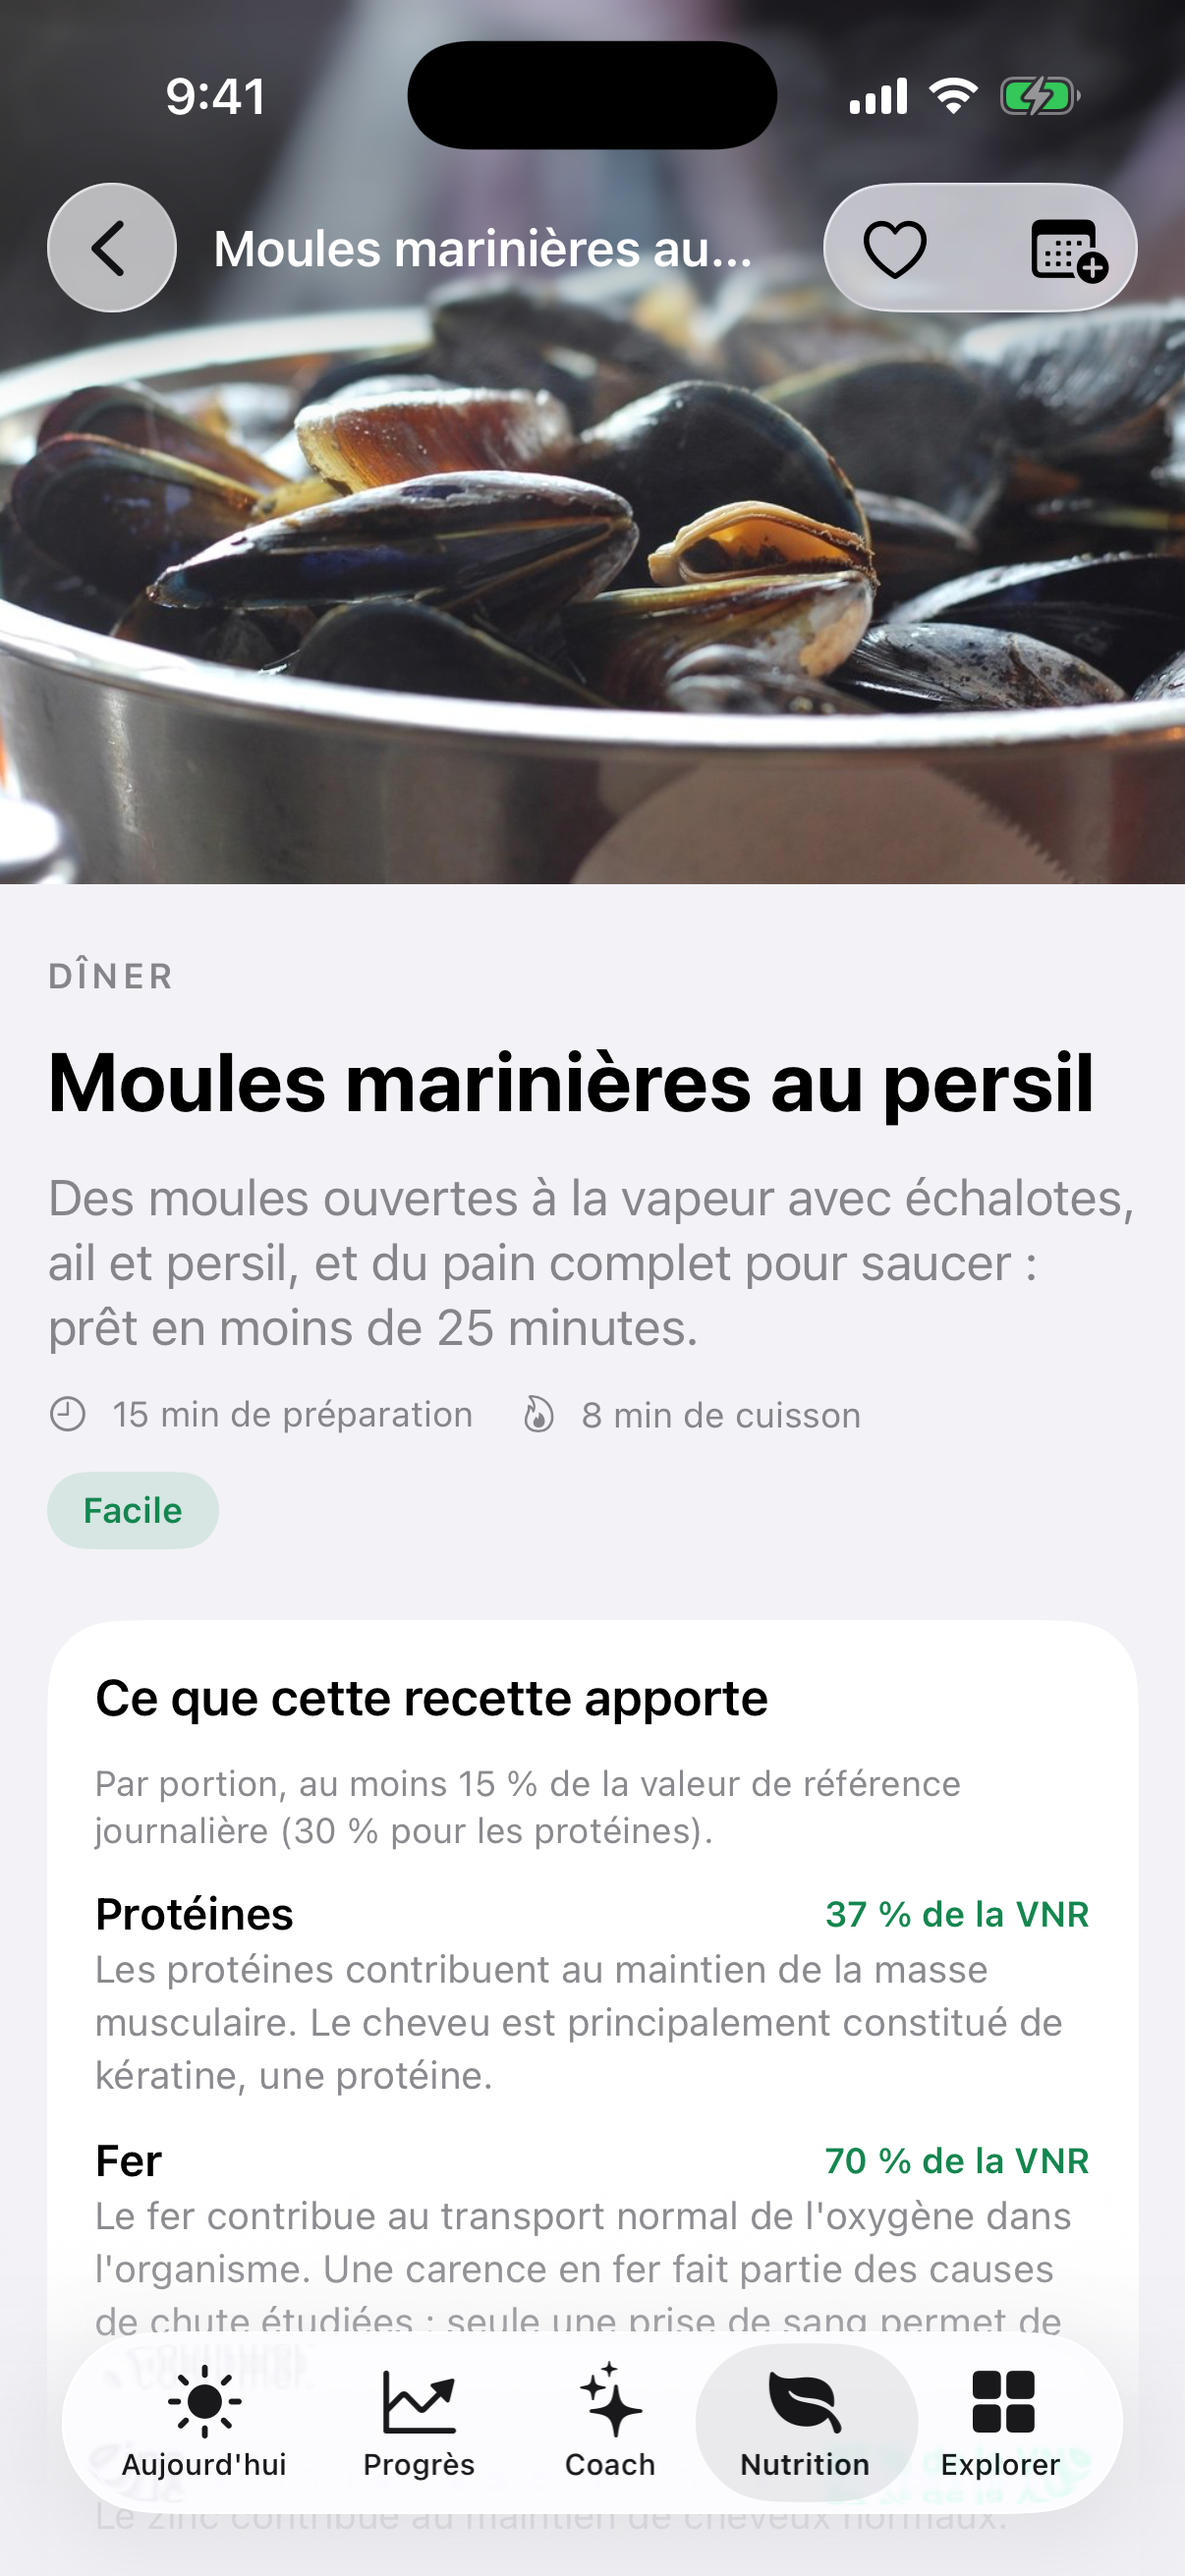 9:41
Moules marinières au...
DÎNER
Moules marinières au persil
Des moules ouvertes à la vapeur avec échalotes,
ail et persil, et du pain complet pour saucer :
prêt en moins de 25 minutes.
15 min de préparation 8 min de cuisson
Facile
Ce que cette recette apporte
Par portion, au moins 15 % de la valeur de référence
journalière (30 % pour les protéines).
Protéines 37 % de la VNR
Les protéines contribuent au maintien de la masse
musculaire. Le cheveu est principalement constitué de
kératine, une protéine.
Fer 70 % de la VNR
Le fer contribue au transport normal de l'oxygène dans
l'organisme. Une carence en fer fait partie des causes
de chute étudiées : seule une prise de sang permet de
Aujourd'hui Progrès Coach Nutrition Explorer
Le zinc contribue au maintien de cheveux normaux.